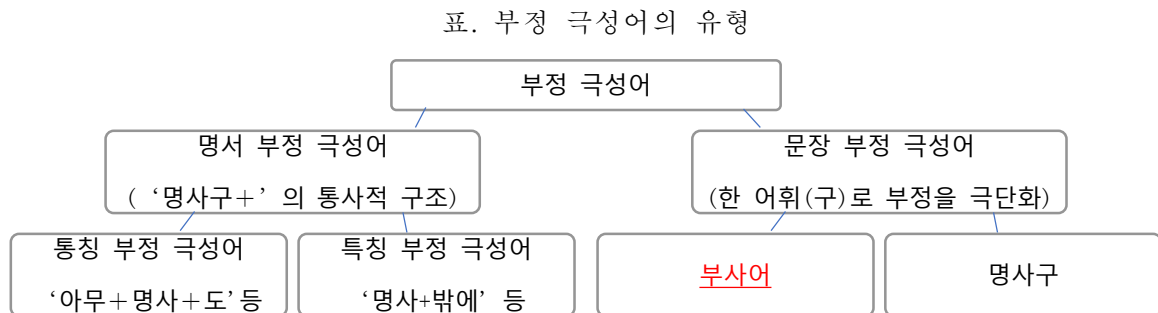 표. 부정 극성어의 유형
부정 극성어
명서 부정 극성어
( ‘명사구+’ 의 통사적 구조)
문장 부정 극성어
(한 어휘(구)로 부정을 극단화)
통칭 부정 극성어
‘아무+명사+도’등
특칭 부정 극성어
‘명사+밖에’ 등
부사어
명사구